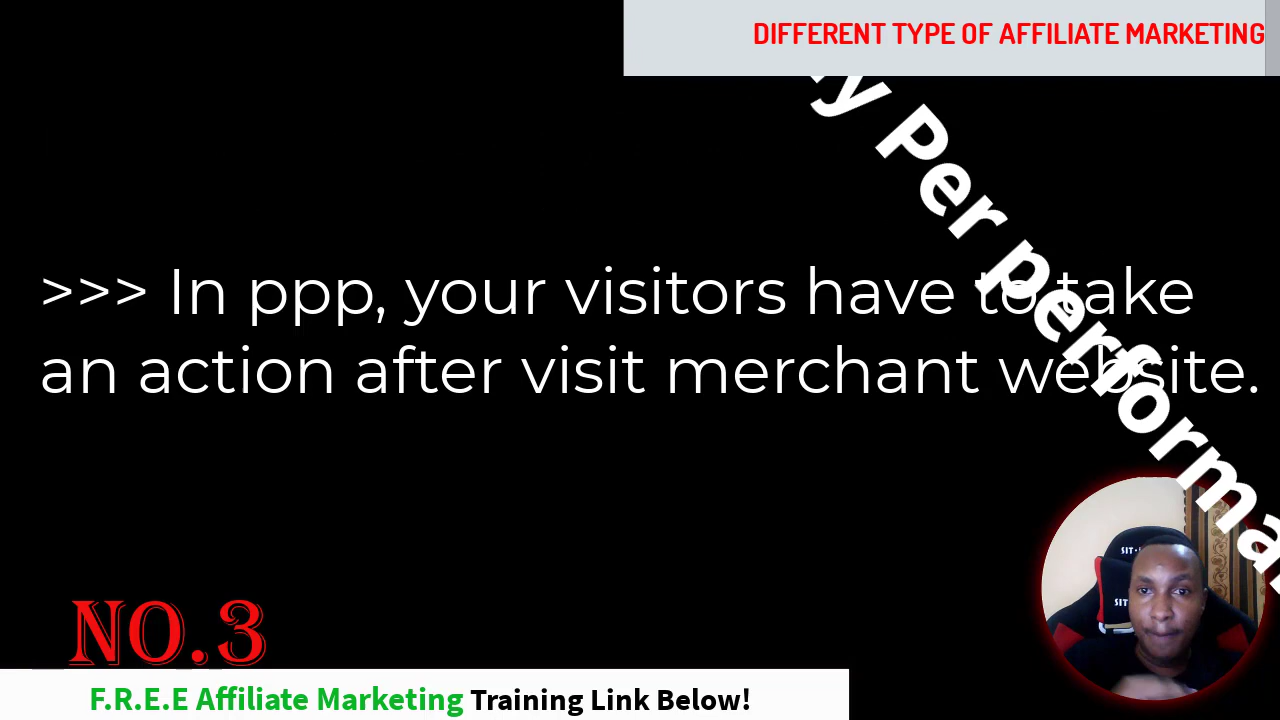 DIFFERENT TYPE OF AFFILIATE MARKETING
Per performa
>>> In ppp, your visitors have to take
an action after visit merchant website.
NO.3
F.R.E.E Affiliate Marketing Training Link Below!